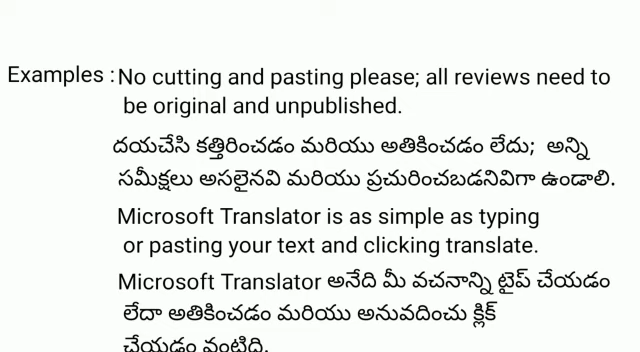 Examples : No cutting and pasting please; all reviews need to
be original and unpublished.
దయచేసి కత్తిరించడం మరియు అతికించడం లేదు; అన్ని
సమీక్షలు అసలైనవి మరియు ప్రచురించబడనివిగా ఉండాలి.
Microsoft Translator is as simple as typing
or pasting your text and clicking translate.
Microsoft Translator అనేది మీ వచనాన్ని టైప్ చేయడం
లేదా అతికించడం మరియు అనువదించు క్లిక్
చేయడం వంటిది.